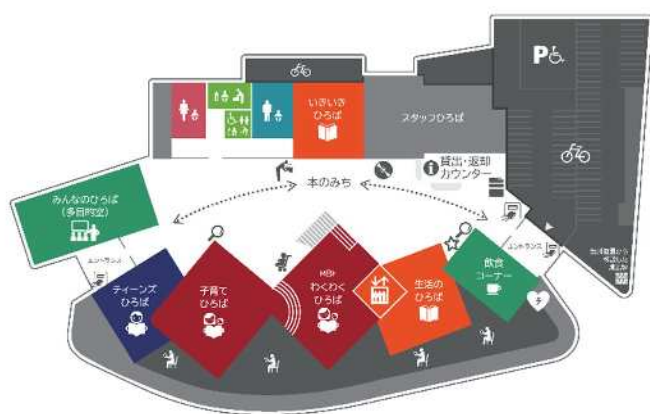 P
いきいき
ひろば
スタッフひろば
貸出・返却
カウンター
本のみち
みんなのひろば
(多目的室)
エントランス
エントランス
ティーンズ
ひろば
子育て
ひろば
わくわく
ひろば
生活の
ひろば
飲食
コーナー